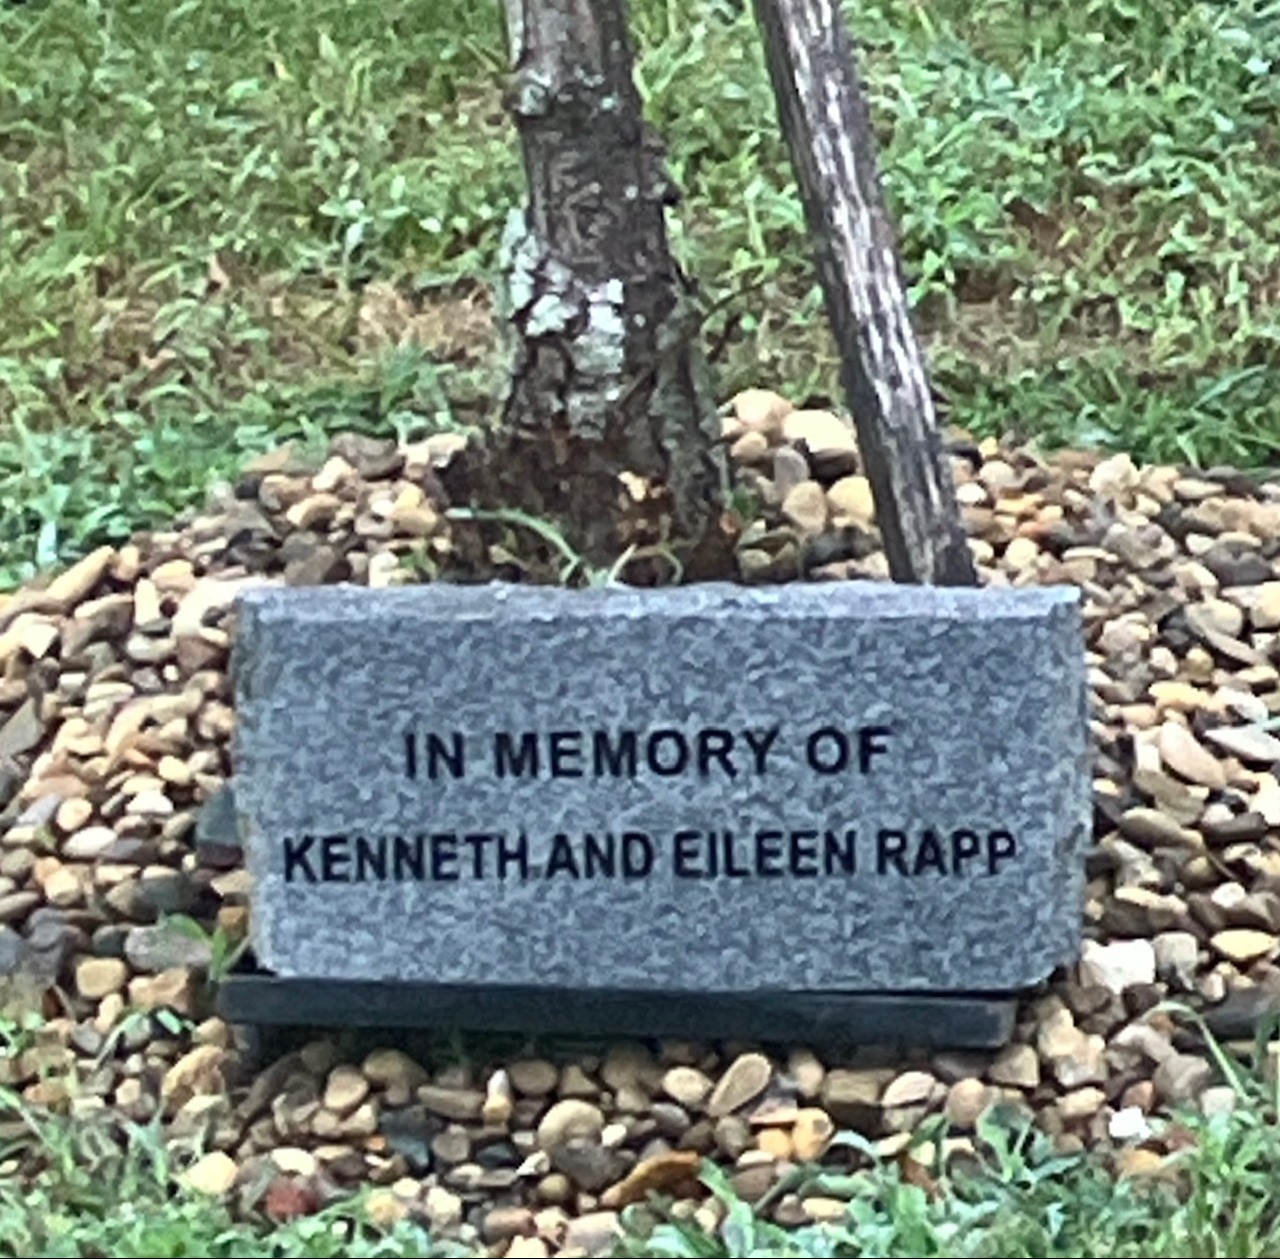 IN MEMORY OF
KENNETH AND EILEEN RAPP